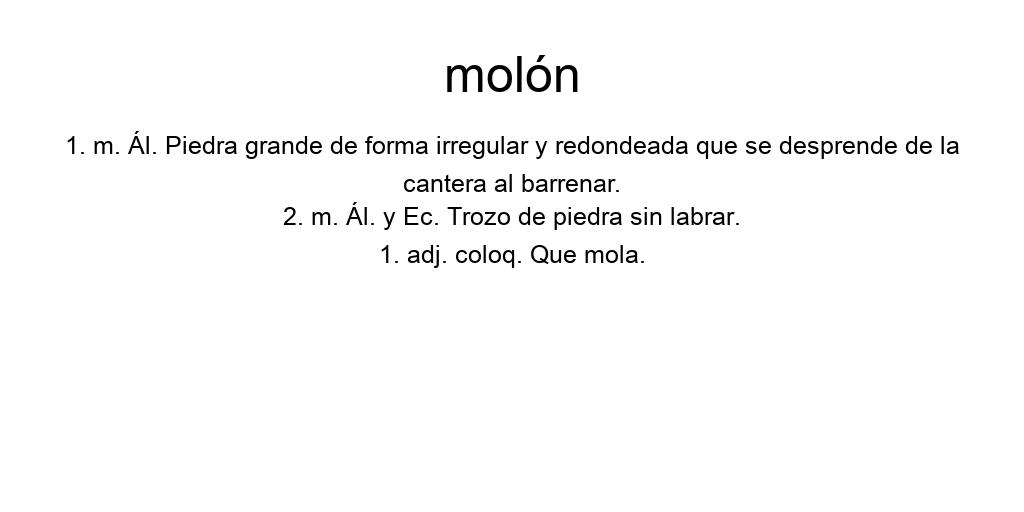 molón
1. m. Ál. Piedra grande de forma irregular y redondeada que se desprende de la
cantera al barrenar.
2. m. Ál. y Ec. Trozo de piedra sin labrar.
1. adj. coloq. Que mola.